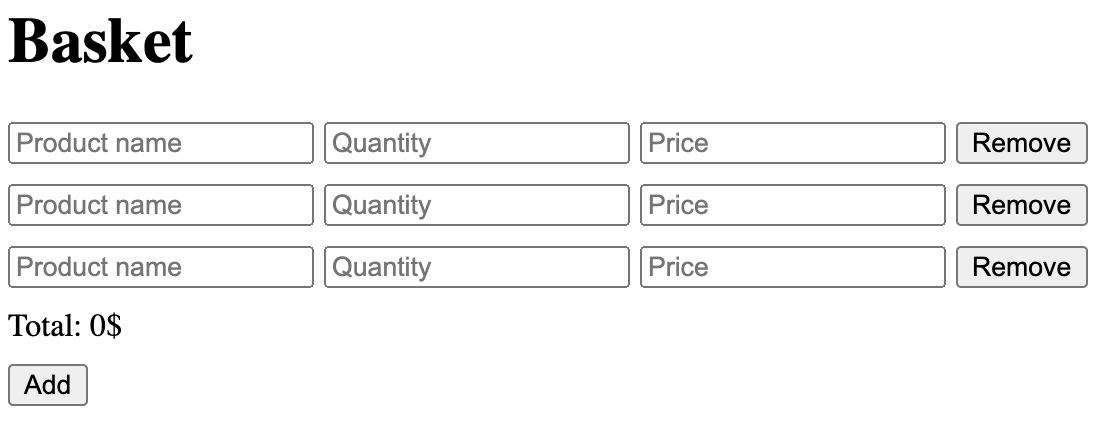 Basket
Product name Quantity Price Remove
Product name Quantity Price Remove
Product name Quantity Price Remove
Total: 0$
Add